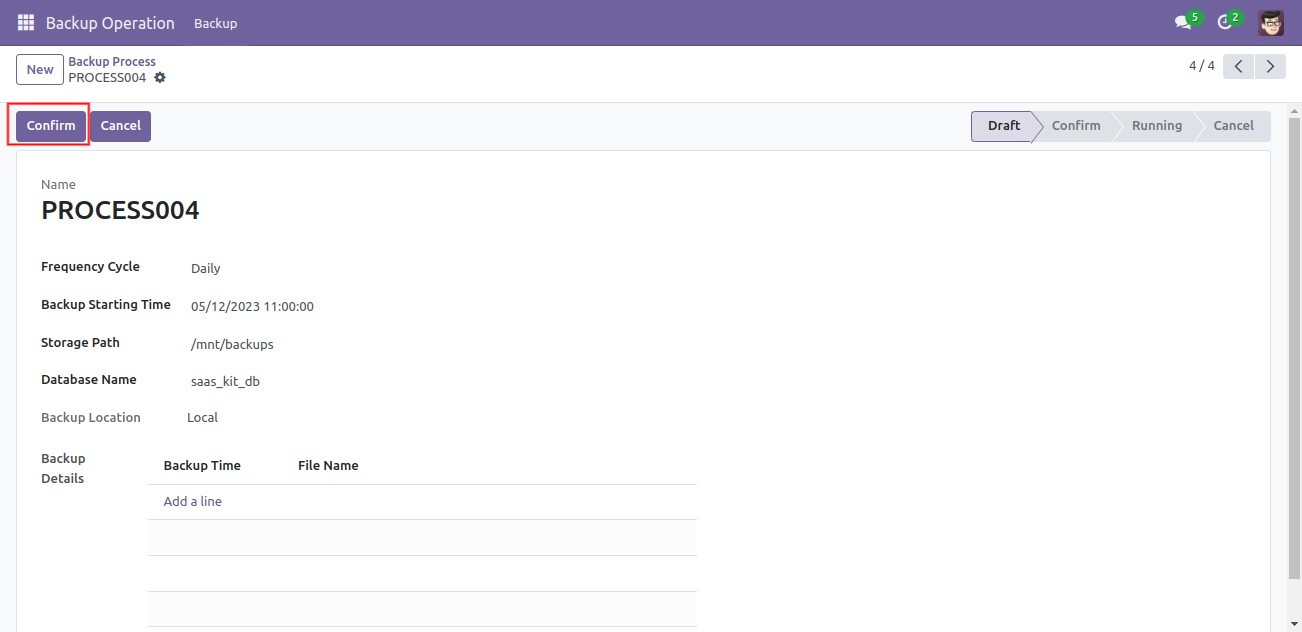 Backup Operation Backup 5 2
New
Backup Process
PROCESS004
4 / 4
Confirm Cancel Draft Confirm Running Cancel
Name
PROCESS004
Frequency Cycle Daily
Backup Starting Time 05/12/2023 11:00:00
Storage Path /mnt/backups
Database Name saas_kit_db
Backup Location Local
Backup Details
Backup Time File Name
Add a line